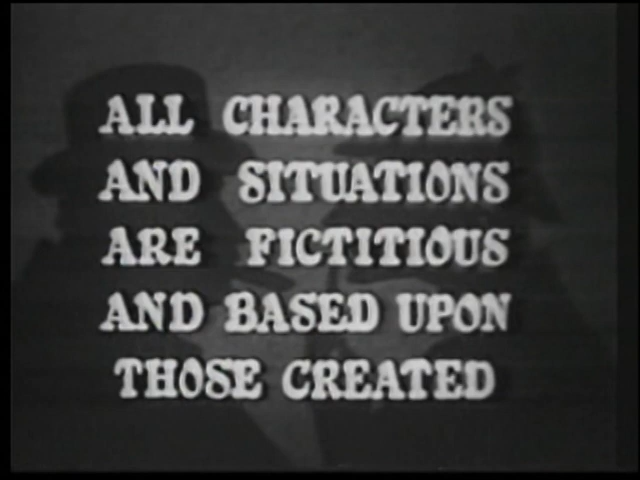 ALL CHARACTERS
AND SITUATIONS
ARE FICTITIOUS
AND BASED UPON
THOSE CREATED